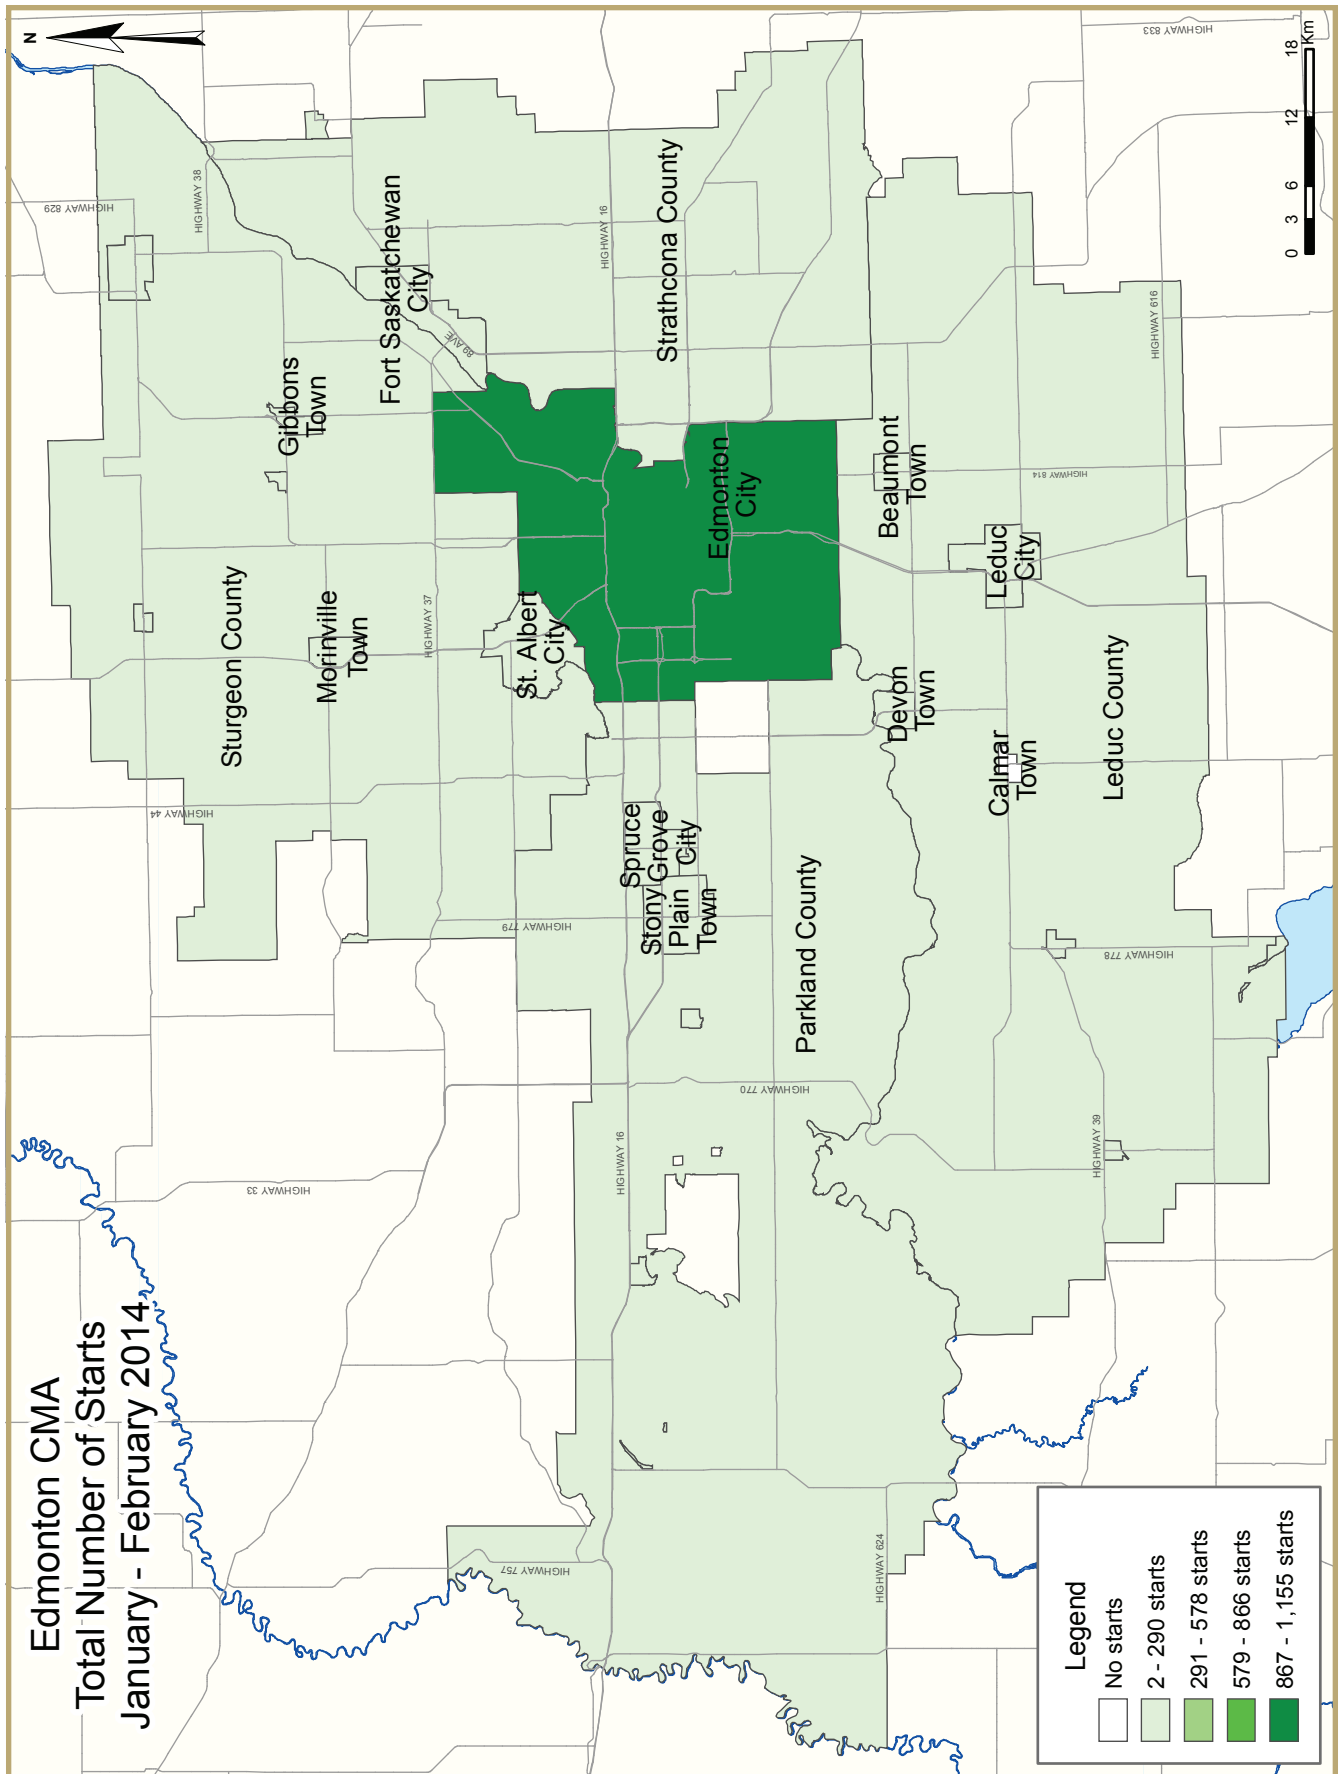 Edmonton CMA
Total Number of Starts
January - February 2014
N
HIGHWAY 829
HIGHWAY 38
HIGHWAY 44
HIGHWAY 33
HIGHWAY 37
HIGHWAY 779
HIGHWAY 757
HIGHWAY 16
HIGHWAY 16
HIGHWAY 770
HIGHWAY 624
HIGHWAY 39
HIGHWAY 778
HIGHWAY 616
HIGHWAY 814
HIGHWAY 833
89 AVE
Gibbons
Town
Fort Saskatchewan
City
Sturgeon County
Morinville
Town
St. Albert
City
Strathcona County
Edmonton
City
Spruce
Grove
City
Stony
Plain
Town
Parkland County
Beaumont
Town
Leduc
City
Devon
Town
Calmar
Town
Leduc County
Legend
No starts
2 - 290 starts
291 - 578 starts
579 - 866 starts
867 - 1,155 starts
0 3 6 12 18
Km